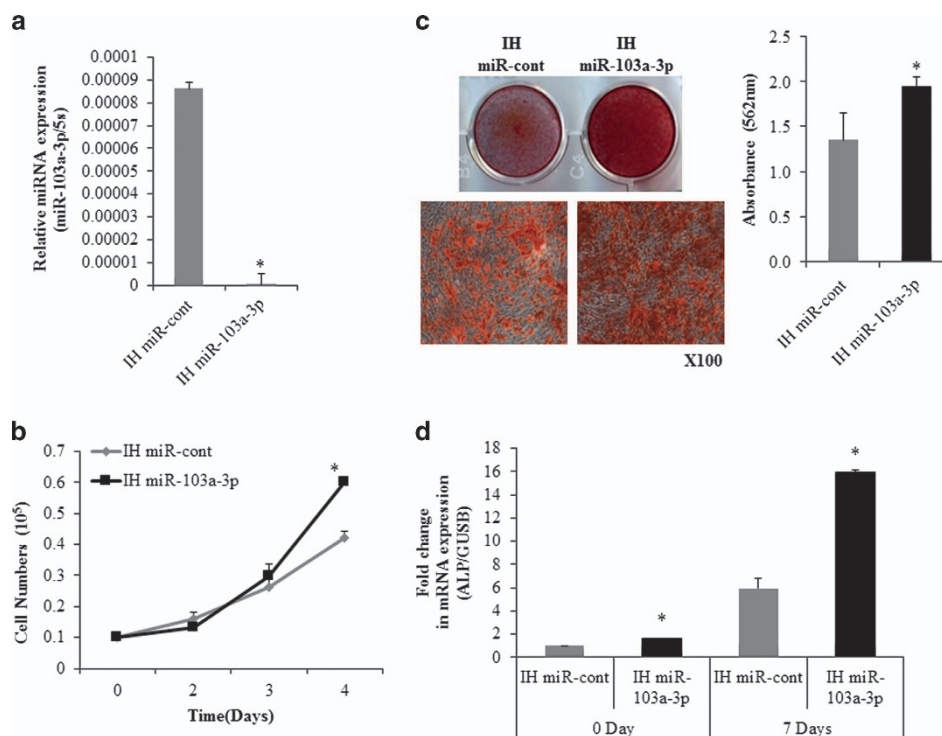 a
Relative miRNA expression
(miR-103a-3p/5s)
0.0001
0.00009
0.00008
0.00007
0.00006
0.00005
0.00004
0.00003
0.00002
0.00001
0
*
IH miR-cont
IH miR-103a-3p
c
IH
miR-cont
IH
miR-103a-3p
B4
C4
X100
Absorbance (562nm)
2.5
2.0
1.5
1.0
0.5
0.0
*
IH miR-cont
IH miR-103a-3p
b
IH miR-cont
IH miR-103a-3p
Cell Numbers (10⁵)
0.7
0.6
0.5
0.4
0.3
0.2
0.1
0
*
0 2 3 4
Time(Days)
d
Fold change
in mRNA expression
(ALP/GUSB)
18
16
14
12
10
8
6
4
2
0
*
*
IH miR-cont
IH miR-
103a-3p
IH miR-cont
IH miR-
103a-3p
0 Day
7 Days